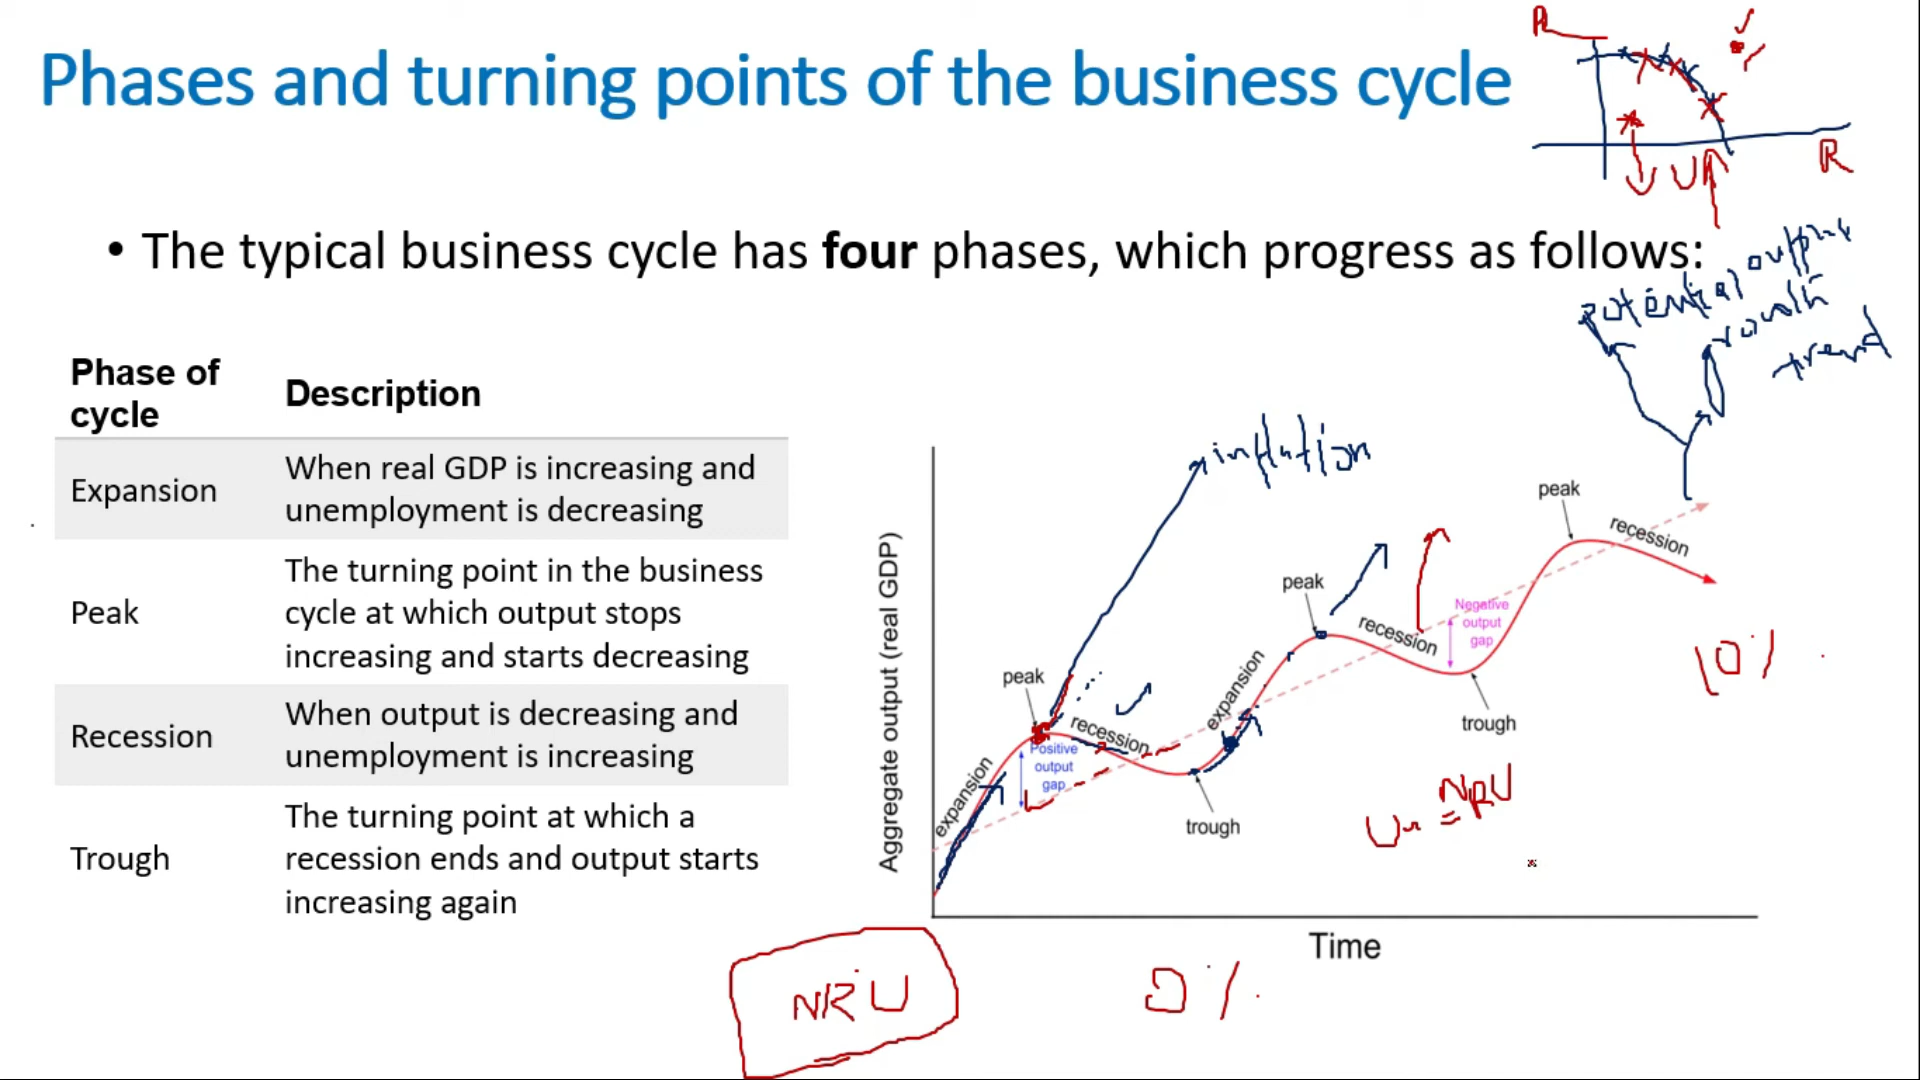 Phases and turning points of the business cycle
• The typical business cycle has four phases, which progress as follows:
Phase of cycle
Description
Expansion
When real GDP is increasing and
unemployment is decreasing
Peak
The turning point in the business
cycle at which output stops
increasing and starts decreasing
Recession
When output is decreasing and
unemployment is increasing
Trough
The turning point at which a
recession ends and output starts
increasing again
R
U
potential output
growth
trend
inflation
Aggregate output (real GDP)
expansion
peak
recession
Positive
output
gap
trough
expansion
peak
recession
Negative
output
gap
trough
peak
recession
10%
NRU
=
Time
NRU
0%